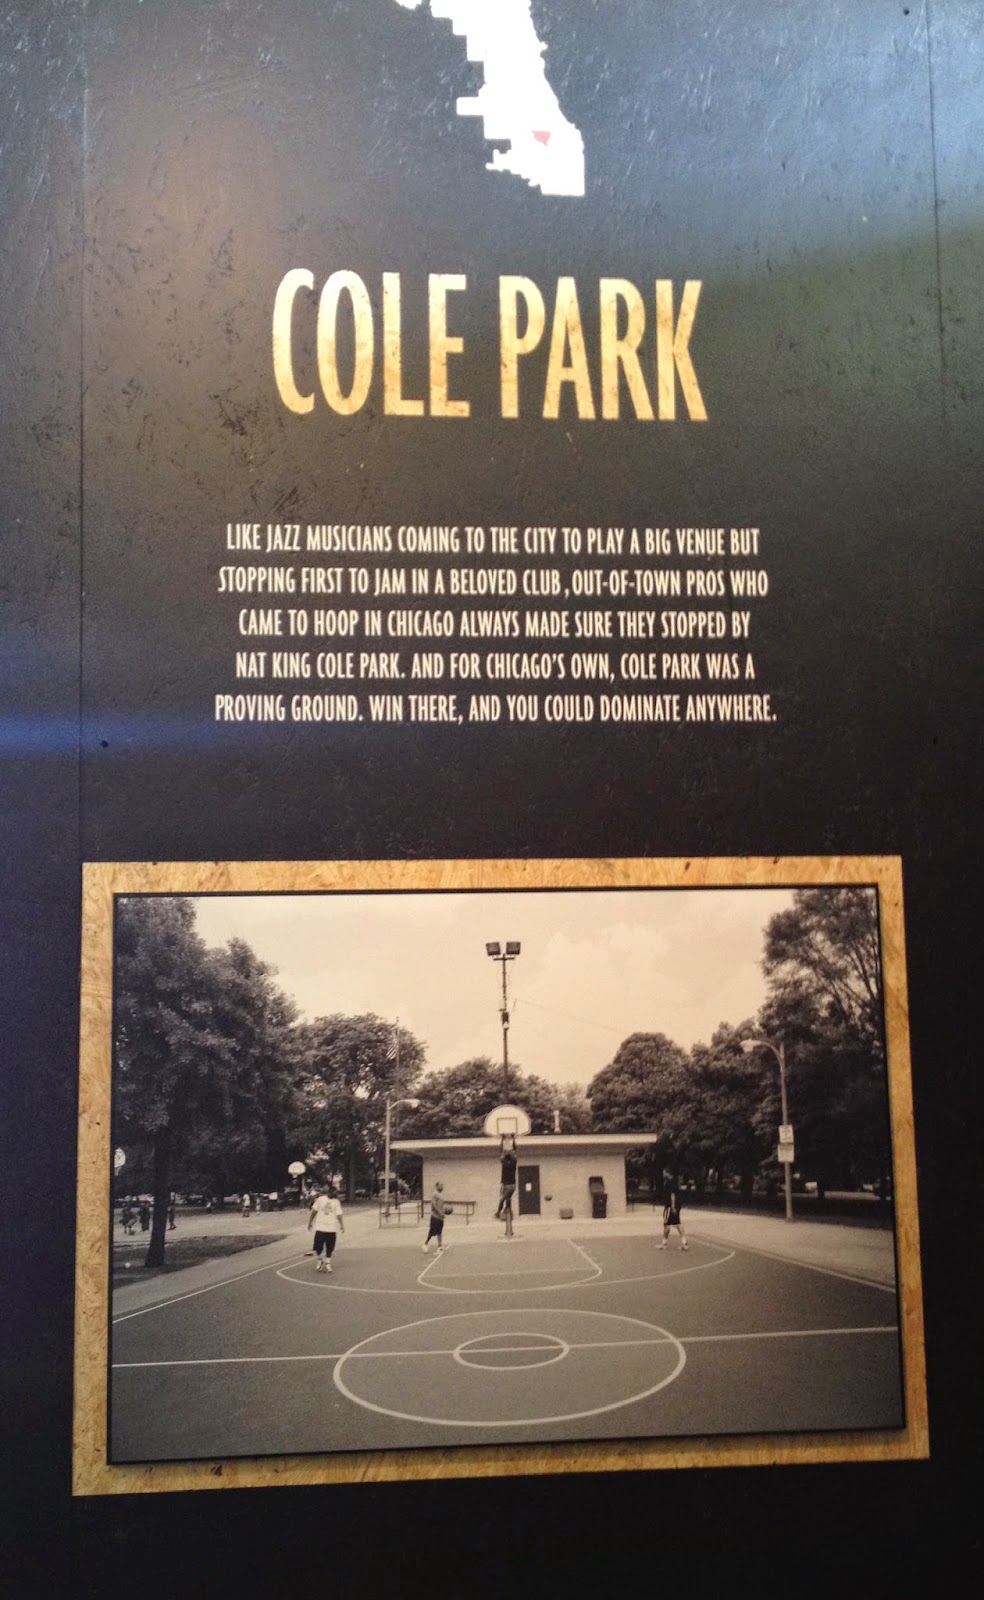 COLE PARK
LIKE JAZZ MUSICIANS COMING TO THE CITY TO PLAY A BIG VENUE BUT
STOPPING FIRST TO JAM IN A BELOVED CLUB, OUT-OF-TOWN PROS WHO
CAME TO HOOP IN CHICAGO ALWAYS MADE SURE THEY STOPPED BY
NAT KING COLE PARK. AND FOR CHICAGO'S OWN, COLE PARK WAS A
PROVING GROUND. WIN THERE, AND YOU COULD DOMINATE ANYWHERE.